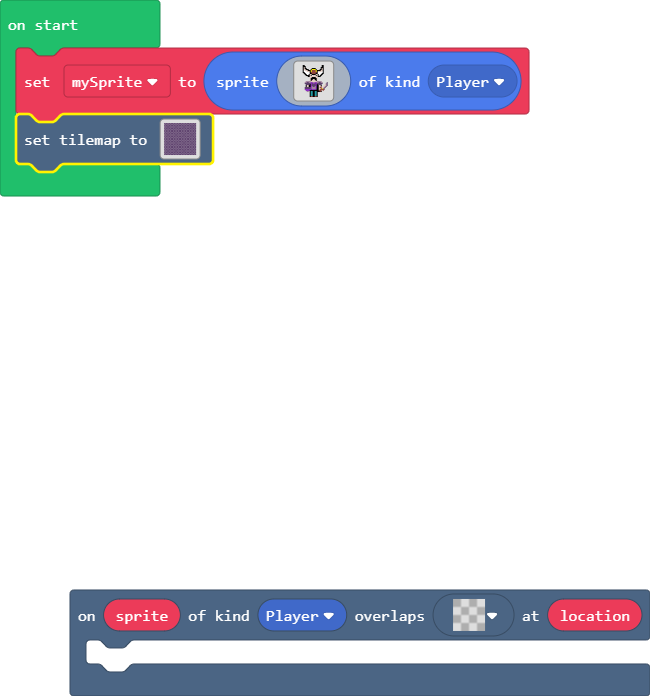 on start
set mySprite to sprite of kind Player
set tilemap to
on sprite of kind Player overlaps at location